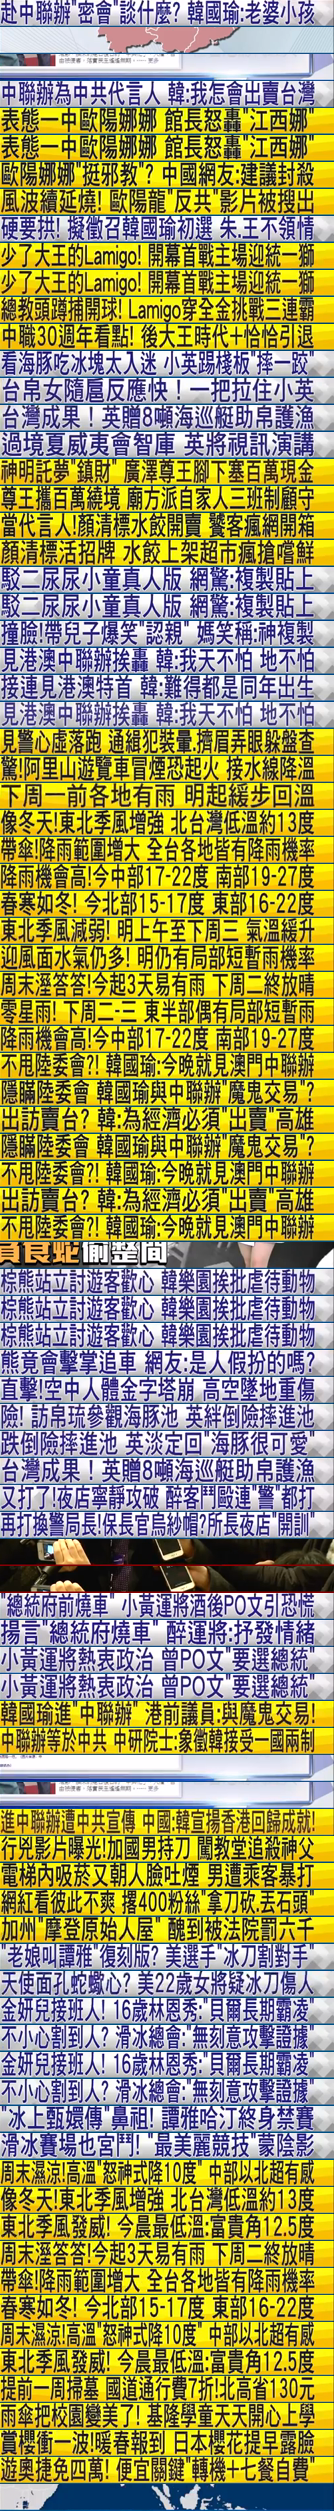 赴中聯辦"密會"談什麼? 韓國瑜:老婆小孩
中聯辦為中共代言人 韓:我怎會出賣台灣
表態一中歐陽娜娜 館長怒轟"江西娜"
表態一中歐陽娜娜 館長怒轟"江西娜"
歐陽娜娜"挺邪教"? 中國網友:建議封殺
風波續延燒! 歐陽龍"反共"影片被搜出
硬要拱! 擬徵召韓國瑜初選 朱.王不領情
少了大王的Lamigo! 開幕首戰主場迎統一獅
少了大王的Lamigo! 開幕首戰主場迎統一獅
總教頭蹲捕開球! Lamigo穿全金挑戰三連霸
中職30週年看點! 後大王時代+恰恰引退
看海豚吃冰塊太入迷 小英踢棧板"摔一跤"
台帛女隨扈反應快！一把拉住小英
台灣成果！英贈8噸海巡艇助帛護漁
過境夏威夷會智庫 英將視訊演講
神明託夢"鎮財" 廣澤尊王腳下塞百萬現金
尊王攜百萬繞境 廟方派自家人三班制顧守
當代言人!顏清標水餃開賣 饕客瘋網開箱
顏清標活招牌 水餃上架超市瘋搶嚐鮮
駁二尿尿小童真人版 網驚:複製貼上
駁二尿尿小童真人版 網驚:複製貼上
撞臉!帶兒子爆笑"認親" 媽笑稱:神複製
見港澳中聯辦挨轟 韓:我天不怕 地不怕
接連見港澳特首 韓:難得都是同年出生
見港澳中聯辦挨轟 韓:我天不怕 地不怕
見警心虛落跑 通緝犯裝暈.擠眉弄眼躲盤查
驚!阿里山遊覽車冒煙恐起火 接水線降溫
下周一前各地有雨 明起緩步回溫
像冬天!東北季風增強 北台灣低溫約13度
帶傘!降雨範圍增大 全台各地皆有降雨機率
降雨機會高!今中部17-22度 南部19-27度
春寒如冬! 今北部15-17度 東部16-22度
東北季風減弱! 明上午至下周三 氣溫緩升
迎風面水氣仍多! 明仍有局部短暫雨機率
周末溼答答!今起3天易有雨 下周二終放晴
零星雨! 下周二-三 東半部偶有局部短暫雨
降雨機會高!今中部17-22度 南部19-27度
不甩陸委會?! 韓國瑜:今晚就見澳門中聯辦
隱瞞陸委會 韓國瑜與中聯辦"魔鬼交易"?
出訪賣台? 韓:為經濟必須"出賣"高雄
隱瞞陸委會 韓國瑜與中聯辦"魔鬼交易"?
不甩陸委會?! 韓國瑜:今晚就見澳門中聯辦
出訪賣台? 韓:為經濟必須"出賣"高雄
不甩陸委會?! 韓國瑜:今晚就見澳門中聯辦
貪食蛇 偷整間
棕熊站立討遊客歡心 韓樂園挨批虐待動物
棕熊站立討遊客歡心 韓樂園挨批虐待動物
棕熊站立討遊客歡心 韓樂園挨批虐待動物
熊竟會擊掌追車 網友:是人假扮的嗎?
直擊!空中人體金字塔崩 高空墜地重傷
險! 訪帛琉參觀海豚池 英絆倒險摔進池
跌倒險摔進池 英淡定回"海豚很可愛"
台灣成果！英贈8噸海巡艇助帛護漁
又打了!夜店寧靜攻破 醉客鬥毆連"警"都打
再打換警局長!保長官烏紗帽?所長夜店"開訓"
"總統府前燒車" 小黃運將酒後PO文引恐慌
揚言"總統府燒車" 醉運將:抒發情緒
小黃運將熱衷政治 曾PO文"要選總統"
小黃運將熱衷政治 曾PO文"要選總統"
韓國瑜進"中聯辦" 港前議員:與魔鬼交易!
中聯辦等於中共 中研院士:象徵韓接受一國兩制
進中聯辦遭中共宣傳 中國:韓宣揚香港回歸成就!
行兇影片曝光!加國男持刀 闖教堂追殺神父
電梯內吸菸又朝人臉吐煙 男遭乘客暴打
網紅看彼此不爽 撂400粉絲"拿刀砍.丟石頭"
加州"摩登原始人屋" 醜到被法院罰六千
"老娘叫譚雅"復刻版? 美選手"冰刀割對手"
天使面孔蛇蠍心? 美22歲女將疑冰刀傷人
金妍兒接班人! 16歲林恩秀:"貝爾長期霸凌"
不小心割到人? 滑冰總會:"無刻意攻擊證據"
金妍兒接班人! 16歲林恩秀:"貝爾長期霸凌"
不小心割到人? 滑冰總會:"無刻意攻擊證據"
"冰上甄嬛傳"鼻祖! 譚雅哈汀終身禁賽
滑冰賽場也宮鬥! "最美麗競技"蒙陰影
周末濕涼!高溫"怒神式降10度" 中部以北超有感
像冬天!東北季風增強 北台灣低溫約13度
東北季風發威! 今晨最低溫:富貴角12.5度
周末溼答答!今起3天易有雨 下周二終放晴
帶傘!降雨範圍增大 全台各地皆有降雨機率
春寒如冬! 今北部15-17度 東部16-22度
周末濕涼!高溫"怒神式降10度" 中部以北超有感
東北季風發威! 今晨最低溫:富貴角12.5度
提前一周掃墓 國道通行費7折!北高省130元
雨傘把校園變美了! 基隆學童天天開心上學
賞櫻衝一波!暖春報到 日本櫻花提早露臉
遊奧捷免四萬! 便宜關鍵"轉機+七餐自費"